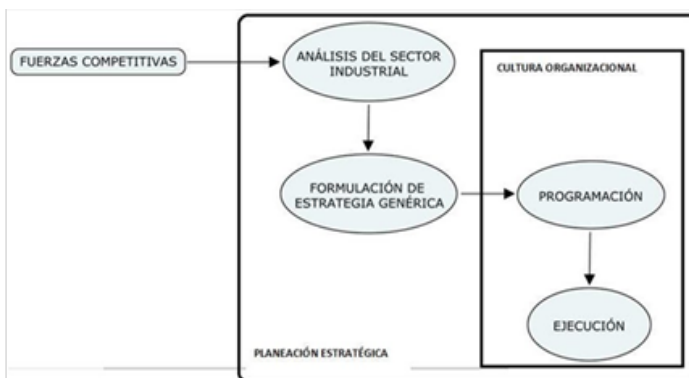 FUERZAS COMPETITIVAS
ANÁLISIS DEL SECTOR
INDUSTRIAL
CULTURA ORGANIZACIONAL
FORMULACIÓN DE
ESTRATEGIA GENÉRICA
PROGRAMACIÓN
EJECUCIÓN
PLANEACIÓN ESTRATÉGICA